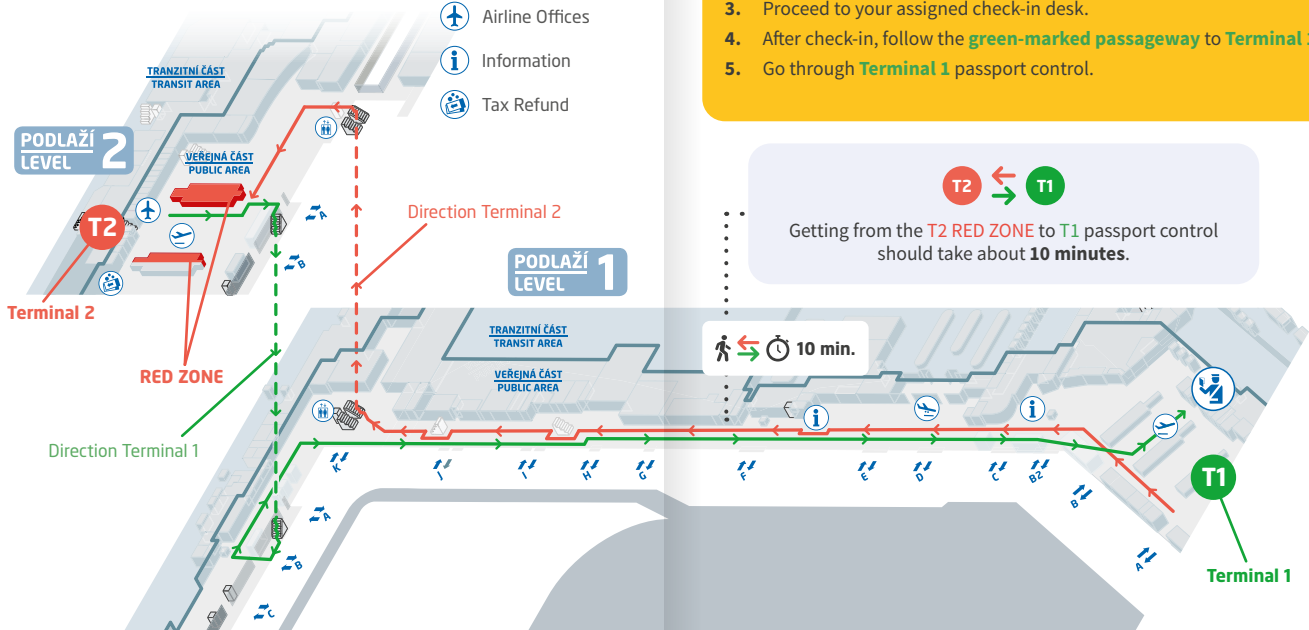 Airline Offices
Information
Tax Refund
3. Proceed to your assigned check-in desk.
4. After check-in, follow the green-marked passageway to Terminal
5. Go through Terminal 1 passport control.
TRANZITNÍ ČÁST
TRANSIT AREA
PODLAŽÍ
LEVEL 2
VEŘEJNÁ ČÁST
PUBLIC AREA
T2
A
B
Terminal 2
RED ZONE
Direction Terminal 1
Direction Terminal 2
PODLAŽÍ
LEVEL 1
T2 T1
Getting from the T2 RED ZONE to T1 passport control
should take about 10 minutes.
TRANZITNÍ ČÁST
TRANSIT AREA
VEŘEJNÁ ČÁST
PUBLIC AREA
10 min.
K
J
I
H
G
F
E
D
C
B2
B
A
A
B
C
T1
Terminal 1